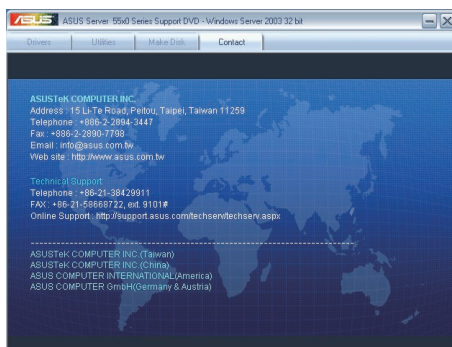 ASUS ASUS Server 55x0 Series Support DVD - Windows Server 2003 32 bit
Drivers Utilities Make Disk Contact
ASUSTeK COMPUTER INC.
Address : 15 Li-Te Road, Peitou, Taipei, Taiwan 11259
Telephone : +886-2-2894-3447
Fax : +886-2-2890-7798
Email : info@asus.com.tw
Web site : http://www.asus.com.tw
Technical Support
Telephone : +86-21-38429911
FAX : +86-21-58668722, ext. 9101#
Online Support : http://support.asus.com/techserv/techserv.aspx
ASUSTeK COMPUTER INC.(Taiwan)
ASUSTeK COMPUTER INC.(China)
ASUS COMPUTER INTERNATIONAL(America)
ASUS COMPUTER GmbH(Germany & Austria)